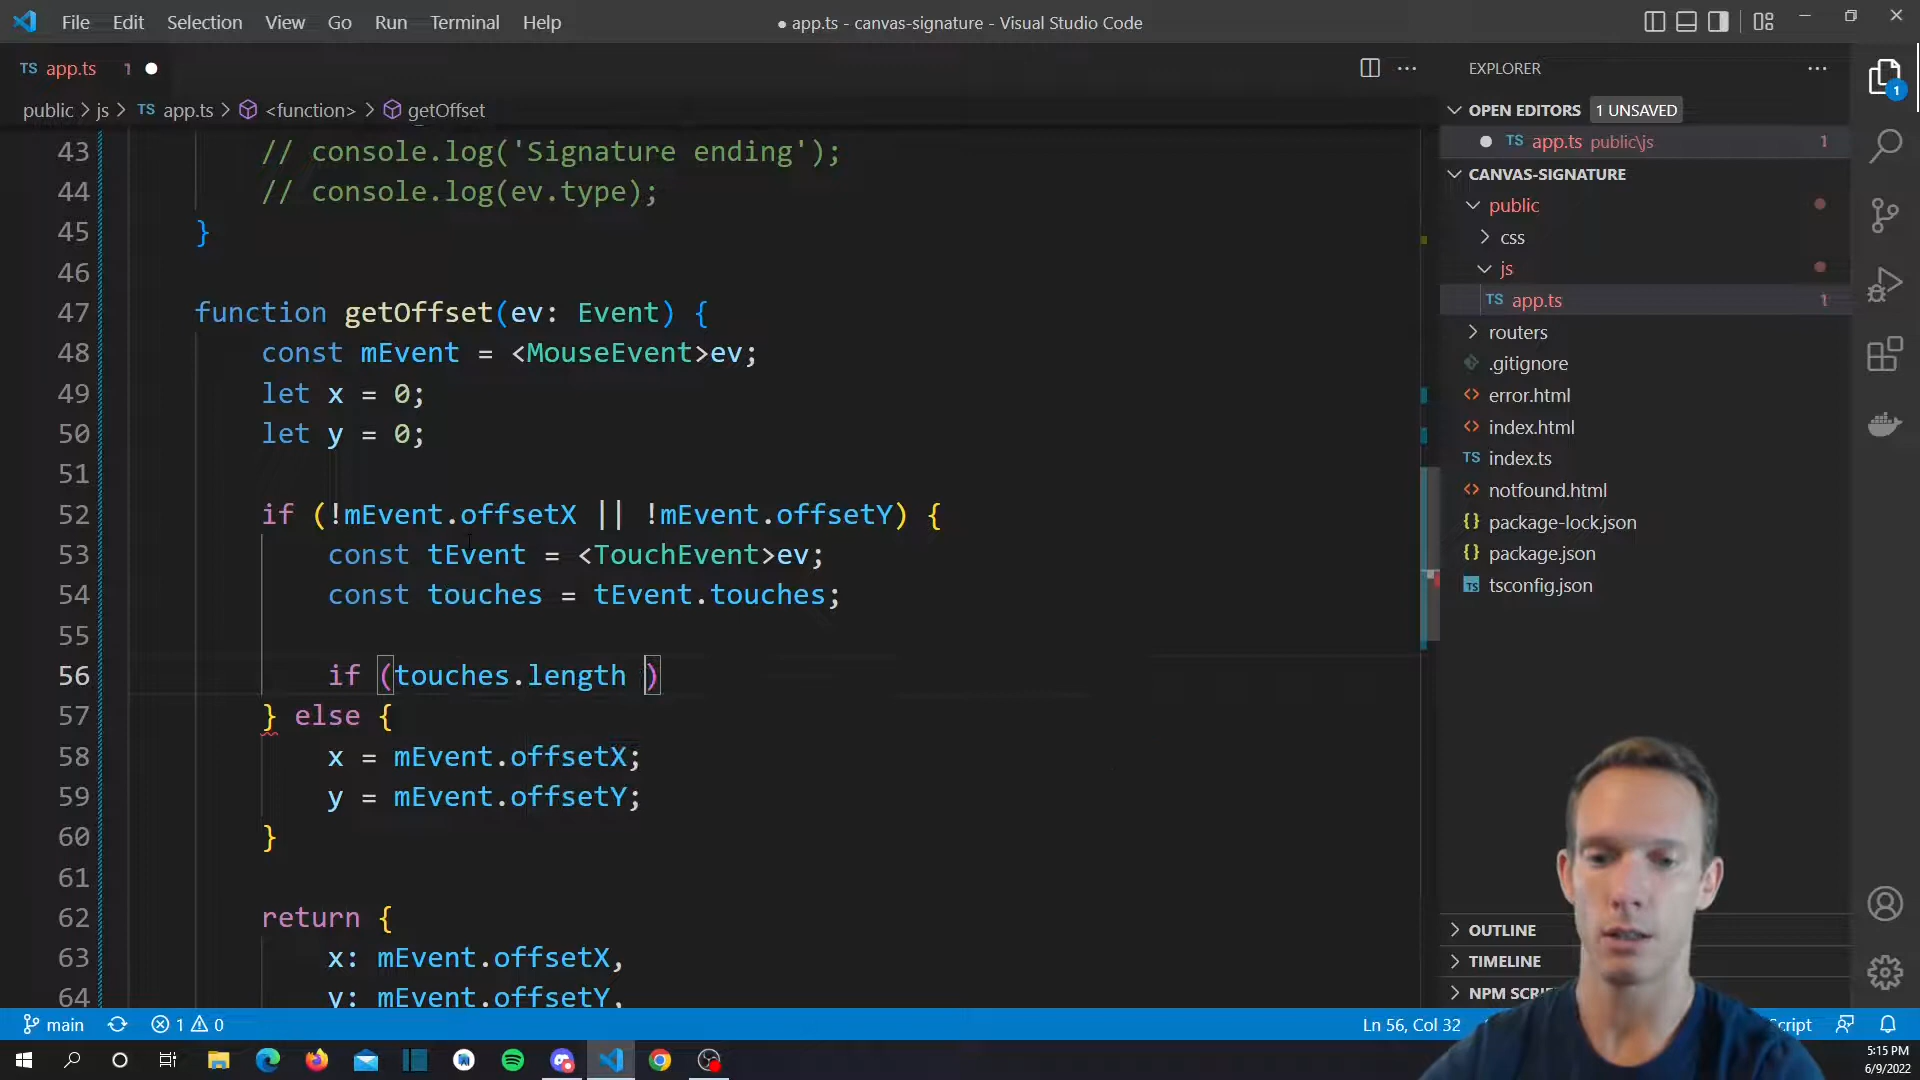 File Edit Selection View Go Run Terminal Help
● app.ts - canvas-signature - Visual Studio Code
TS app.ts 1 ●
public > js > TS app.ts > <function> > getOffset
43 // console.log('Signature ending');
44 // console.log(ev.type);
45 }
46
47 function getOffset(ev: Event) {
48 const mEvent = <MouseEvent>ev;
49 let x = 0;
50 let y = 0;
51
52 if (!mEvent.offsetX || !mEvent.offsetY) {
53 const tEvent = <TouchEvent>ev;
54 const touches = tEvent.touches;
55
56 if (touches.length )
57 } else {
58 x = mEvent.offsetX;
59 y = mEvent.offsetY;
60 }
61
62 return {
63 x: mEvent.offsetX,
64 y: mEvent.offsetY,
EXPLORER
OPEN EDITORS 1 UNSAVED
● TS app.ts public\js 1
CANVAS-SIGNATURE
public
css
js
TS app.ts 1
routers
.gitignore
error.html
index.html
TS index.ts
notfound.html
{} package-lock.json
{} package.json
TS tsconfig.json
OUTLINE
TIMELINE
NPM
1
main 1 0
Ln 56, Col 32
5:15 PM
6/9/2022